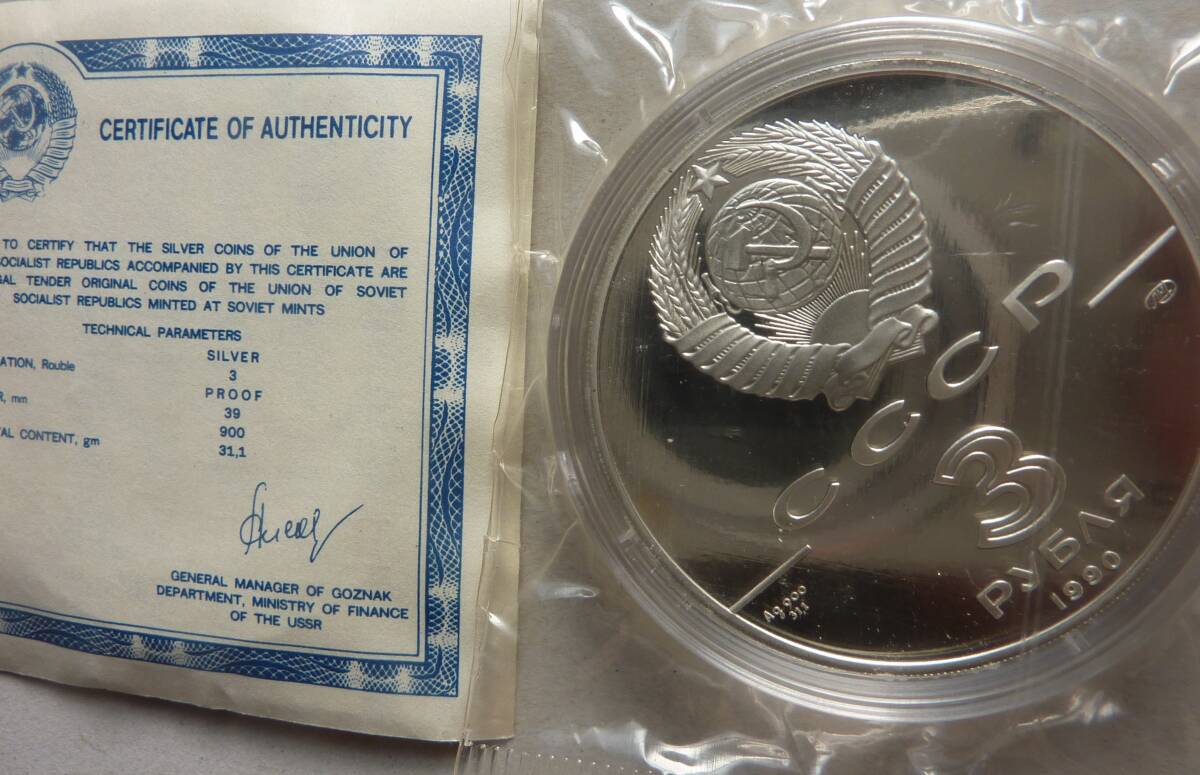 CERTIFICATE OF AUTHENTICITY
TO CERTIFY THAT THE SILVER COINS OF THE UNION OF
SOCIALIST REPUBLICS ACCOMPANIED BY THIS CERTIFICATE ARE
GAL TENDER ORIGINAL COINS OF THE UNION OF SOVIET
SOCIALIST REPUBLICS MINTED AT SOVIET MINTS
TECHNICAL PARAMETERS
SILVER
ATION, Rouble 3
PROOF
R, mm 39
900
AL CONTENT, gm 31,1
GENERAL MANAGER OF GOZNAK
DEPARTMENT, MINISTRY OF FINANCE
OF THE USSR
СССР
3
РУБЛЯ
1990
Ag 900
31,1